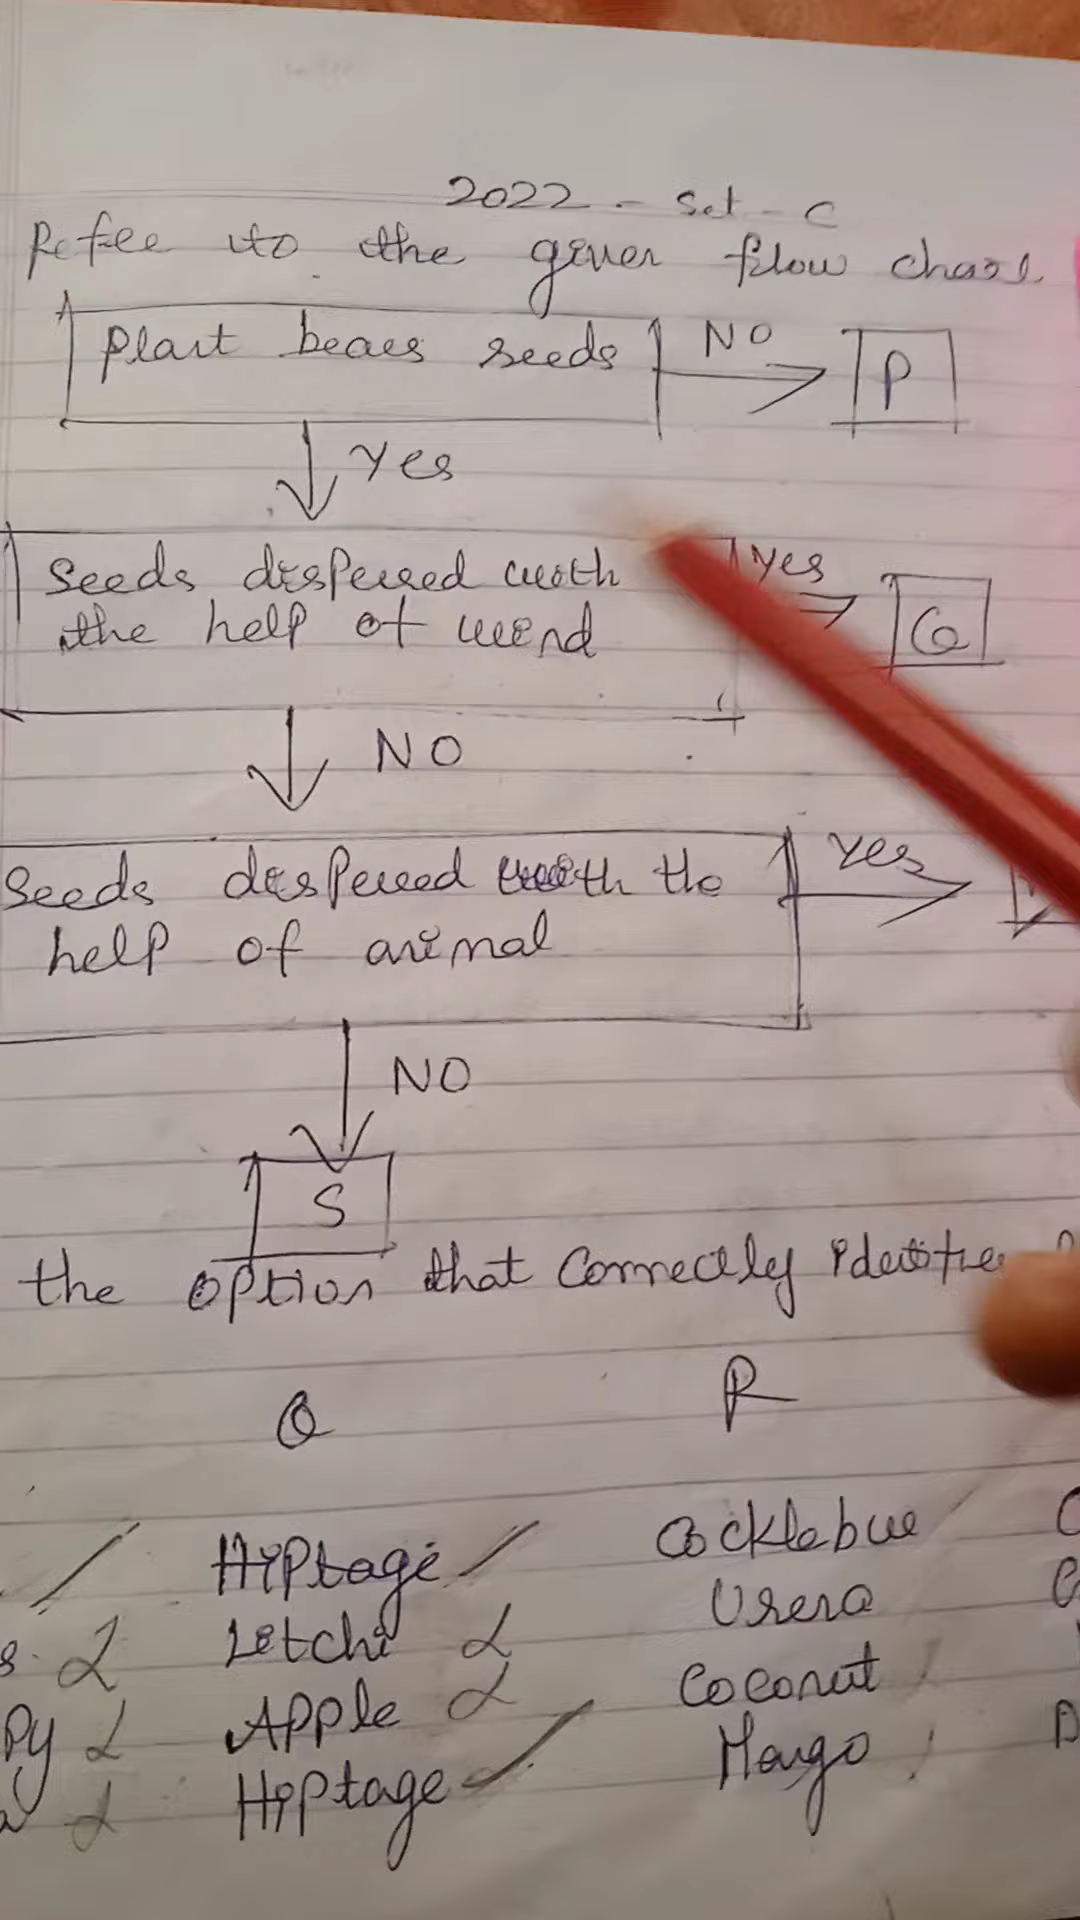 2022 - Set - C
Refee to the given flow chart
Plant bears seeds
NO
P
Yes
Seeds dispersed with
the help of wind
Yes
Q
NO
Seeds dispersed with the
help of animal
Yes
NO
S
the option that Correctly
Q R
Hiptage Cocklebur
Litchi Urena
Py Apple Coconut
Hiptage Mango